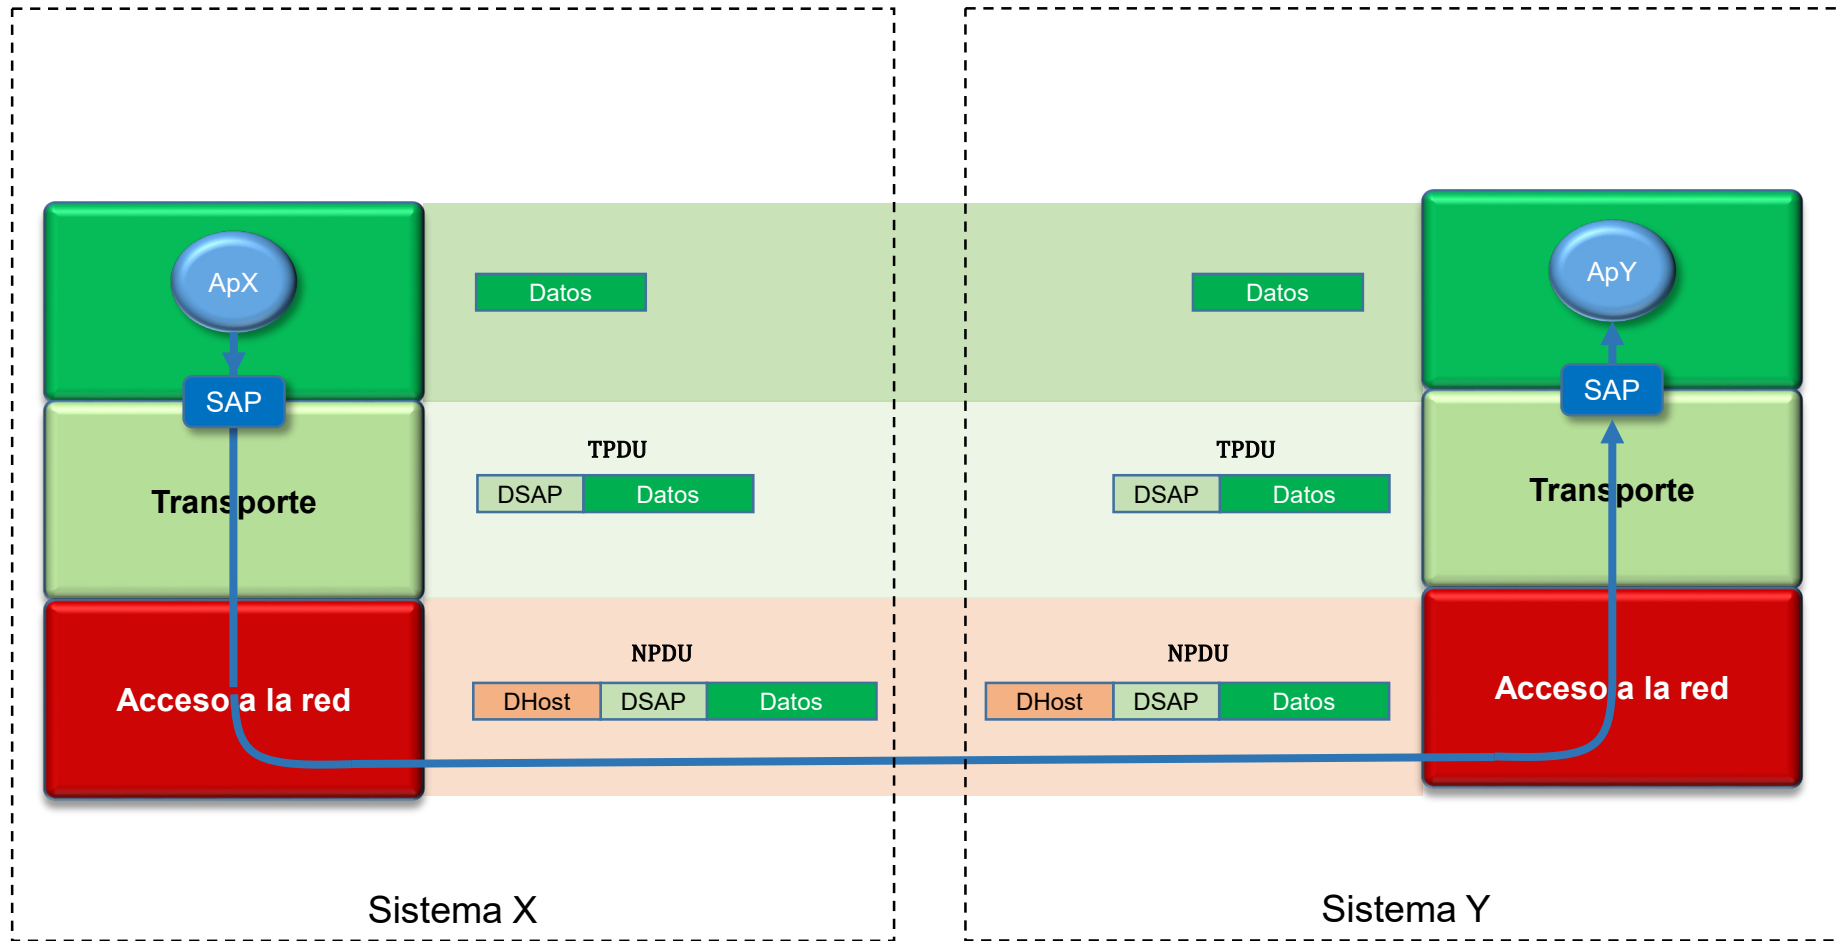 ApX
Datos
Datos
ApY
SAP
SAP
TPDU
TPDU
Transporte
DSAP Datos
DSAP Datos
Transporte
NPDU
NPDU
Acceso a la red
DHost DSAP Datos
DHost DSAP Datos
Acceso a la red
Sistema X
Sistema Y